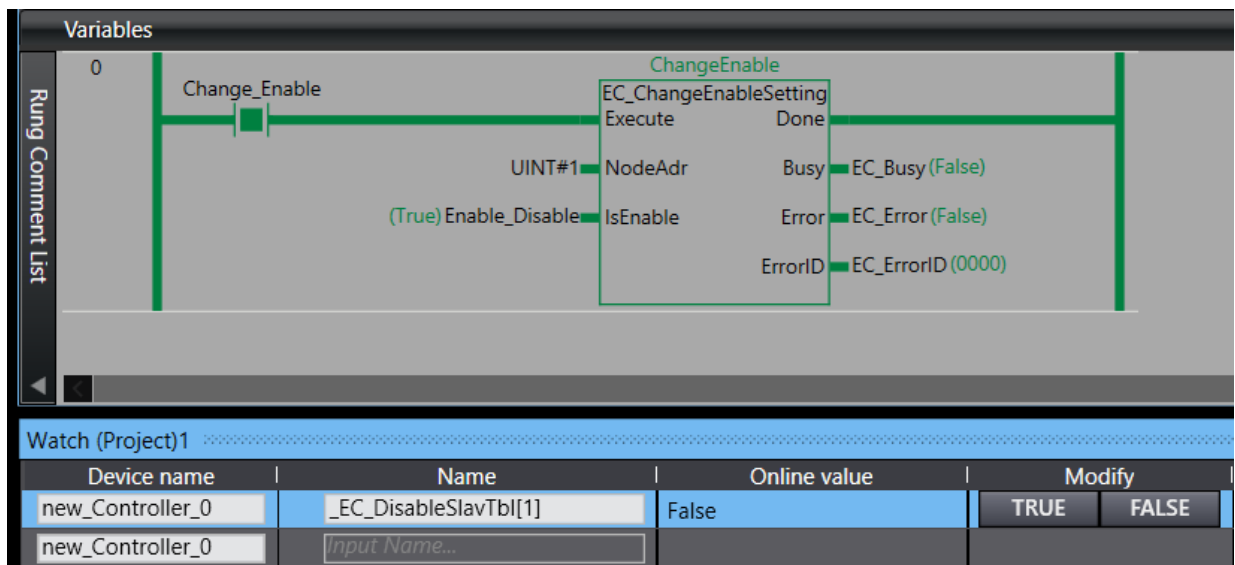 Variables
Rung Comment List
0
ChangeEnable
Change_Enable
EC_ChangeEnableSetting
Execute Done
UINT#1 NodeAdr Busy EC_Busy (False)
(True) Enable_Disable IsEnable Error EC_Error (False)
ErrorID EC_ErrorID (0000)
Watch (Project)1
Device name Name Online value Modify
new_Controller_0 _EC_DisableSlavTbl[1] False TRUE FALSE
new_Controller_0 Input Name...